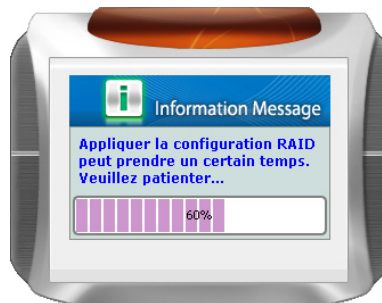 Information Message
Appliquer la configuration RAID
peut prendre un certain temps.
Veuillez patienter...
60%